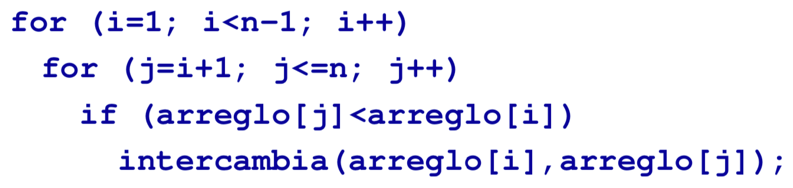 for (i=1; i<n-1; i++)
for (j=i+1; j<=n; j++)
if (arreglo[j]<arreglo[i])
intercambia(arreglo[i],arreglo[j]);